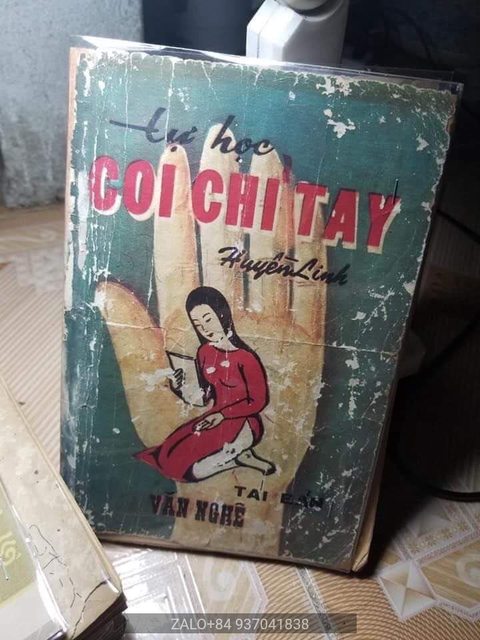 tự học
COI CHỈ TAY
Huyền Linh
TÁI BẢN
VĂN NGHỆ
ZALO+84 937041838